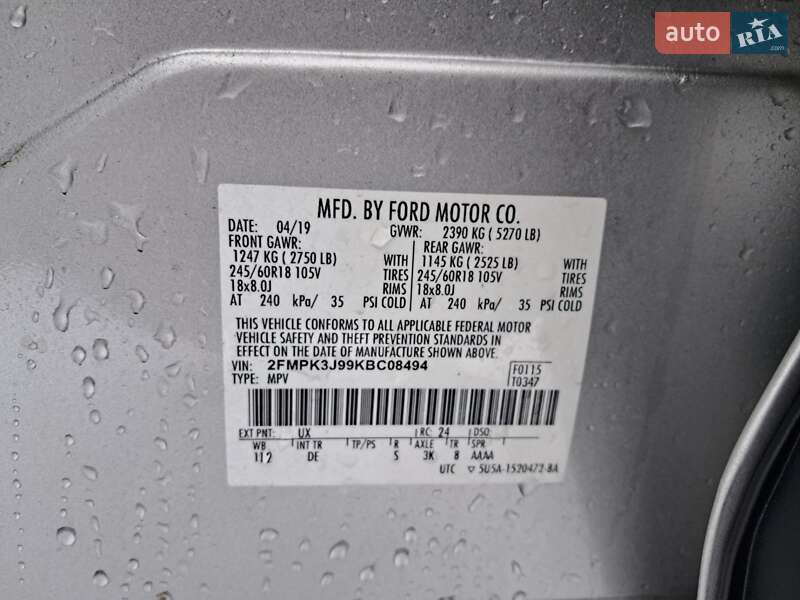 auto RIA
.com
MFD. BY FORD MOTOR CO.
DATE: 04/19 GVWR: 2390 KG ( 5270 LB)
FRONT GAWR: REAR GAWR:
1247 KG ( 2750 LB) WITH 1145 KG ( 2525 LB) WITH
245/60R18 105V TIRES 245/60R18 105V TIRES
18x8.0J RIMS 18x8.0J RIMS
AT 240 kPa/ 35 PSI COLD AT 240 kPa/ 35 PSI COLD
THIS VEHICLE CONFORMS TO ALL APPLICABLE FEDERAL MOTOR
VEHICLE SAFETY AND THEFT PREVENTION STANDARDS IN
EFFECT ON THE DATE OF MANUFACTURE SHOWN ABOVE.
VIN: 2FMPK3J99KBC08494 F0115
TYPE: MPV T0347
EXT PNT: UX RC: 24 DSO:
WB INT TR TP/PS R AXLE TR SPR
112 DE S 3K 8 AAAA
UTC ▽ 5U5A-1520472-BA